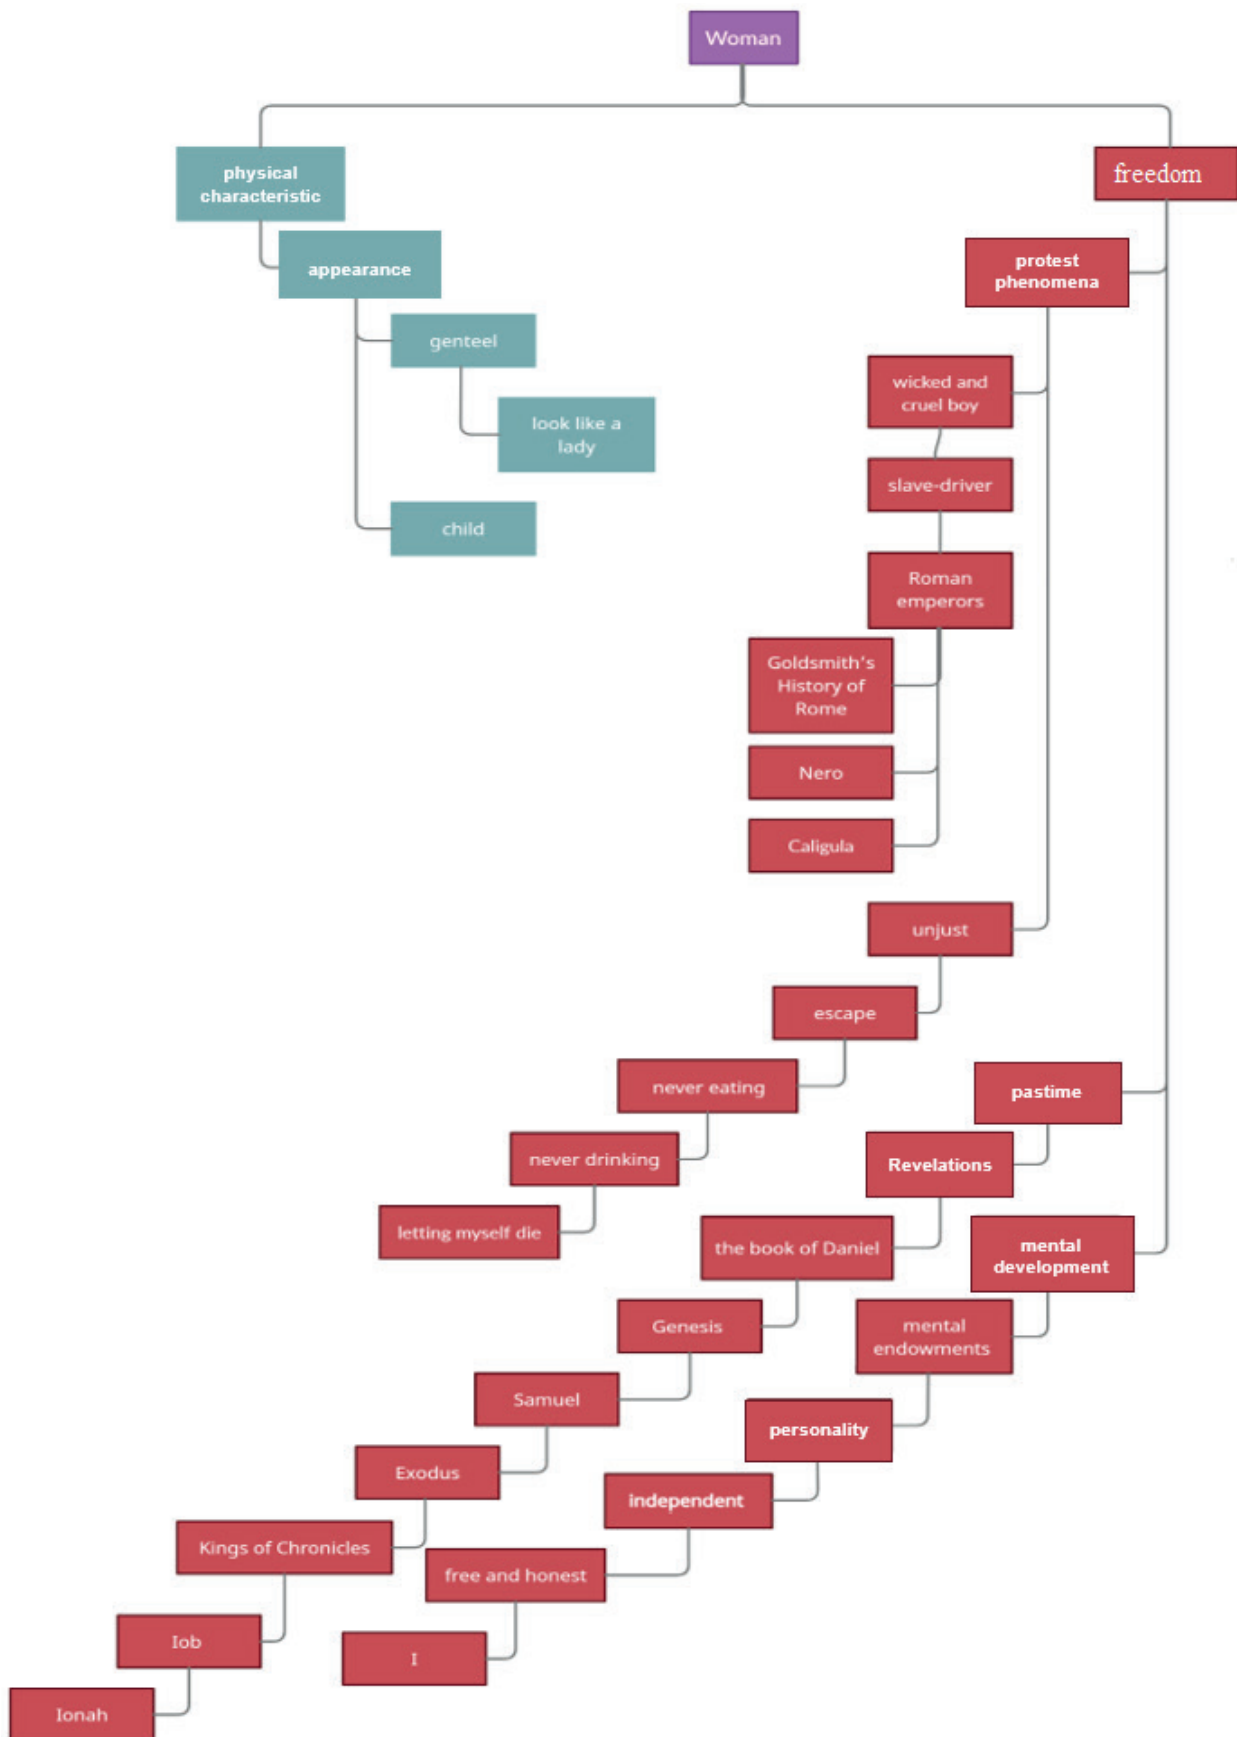 Woman
physical
characteristic
freedom
appearance
protest
phenomena
genteel
wicked and
cruel boy
look like a
lady
slave-driver
child
Roman
emperors
Goldsmith's
History of
Rome
Nero
Caligula
unjust
escape
never eating
pastime
never drinking
Revelations
letting myself die
the book of Daniel
mental
development
Genesis
mental
endowments
Samuel
personality
Exodus
independent
Kings of Chronicles
free and honest
Iob
I
Ionah